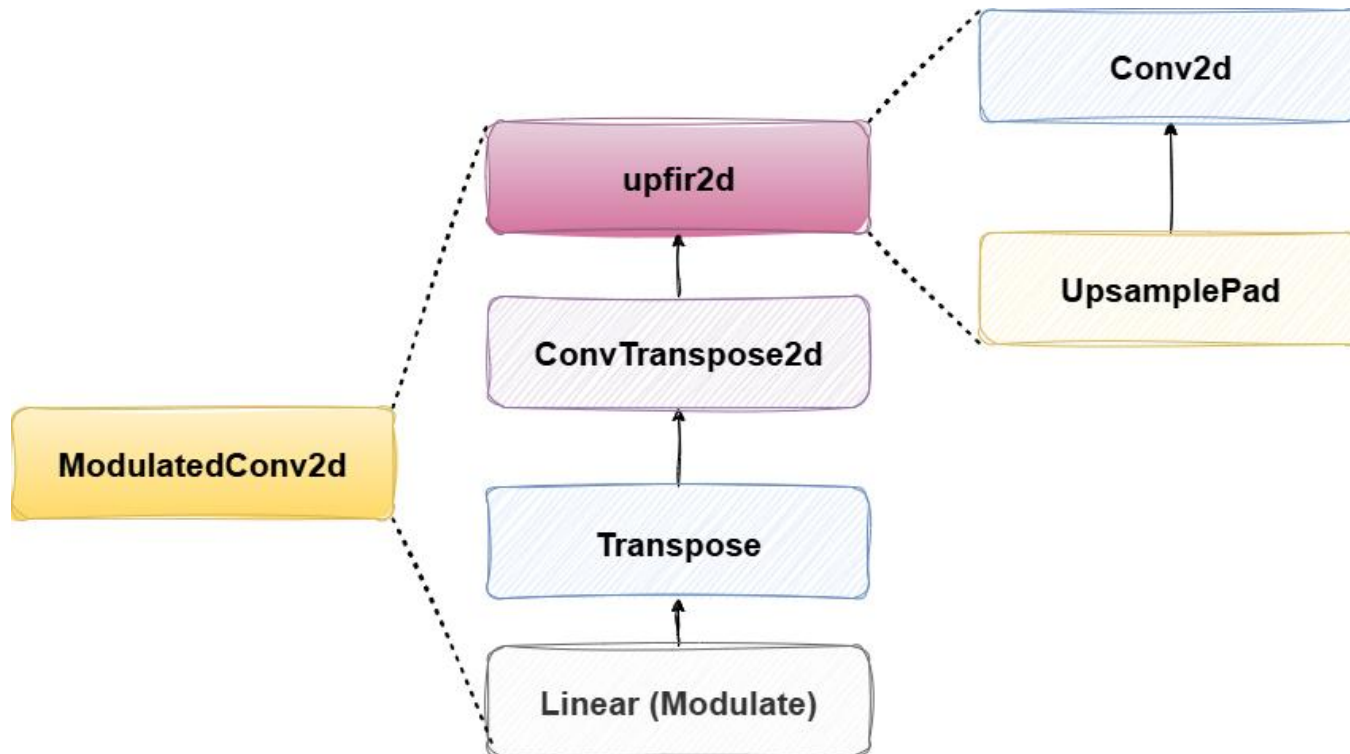 Conv2d
upfir2d
UpsamplePad
ConvTranspose2d
ModulatedConv2d
Transpose
Linear (Modulate)